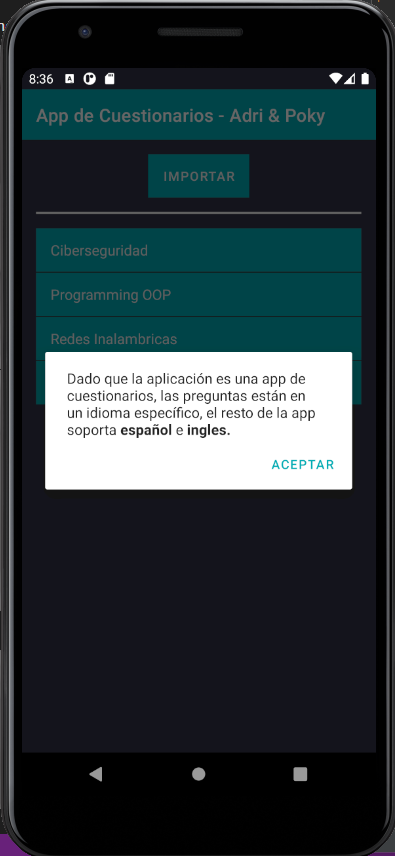 8:36
App de Cuestionarios - Adri & Poky
IMPORTAR
Ciberseguridad
Programming OOP
Redes Inalambricas
Dado que la aplicación es una app de
cuestionarios, las preguntas están en
un idioma específico, el resto de la app
soporta español e ingles.
ACEPTAR